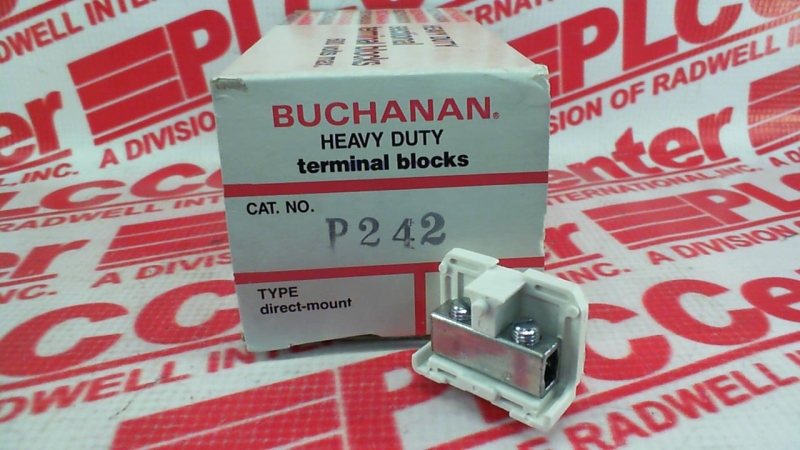 BUCHANAN®
HEAVY DUTY
terminal blocks
CAT. NO.
P242
TYPE
direct-mount
PLCCenter
A DIVISION OF RADWELL INTERNATIONAL, INC.